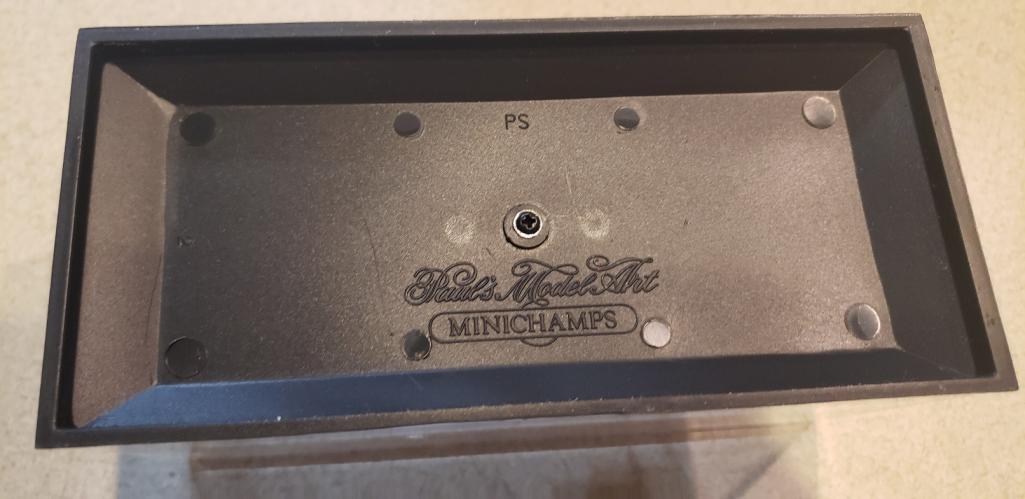 PS
Paul's Model Art
MINICHAMPS